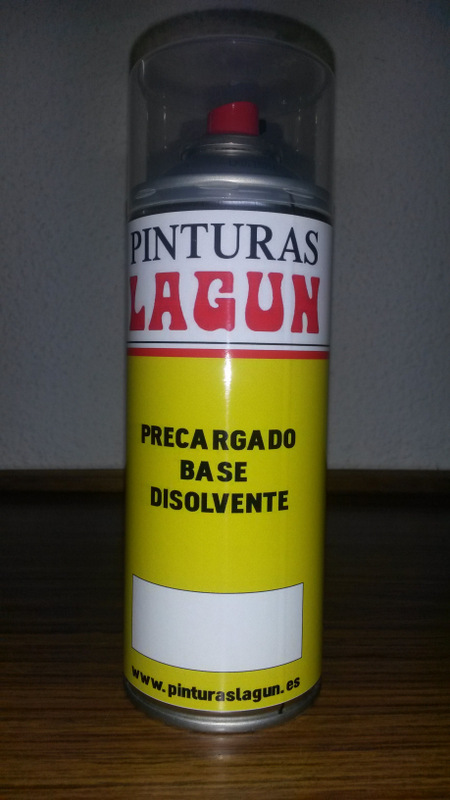 PINTURAS
LAGUN
PRECARGADO
BASE
DISOLVENTE
www.pinturaslagun.es